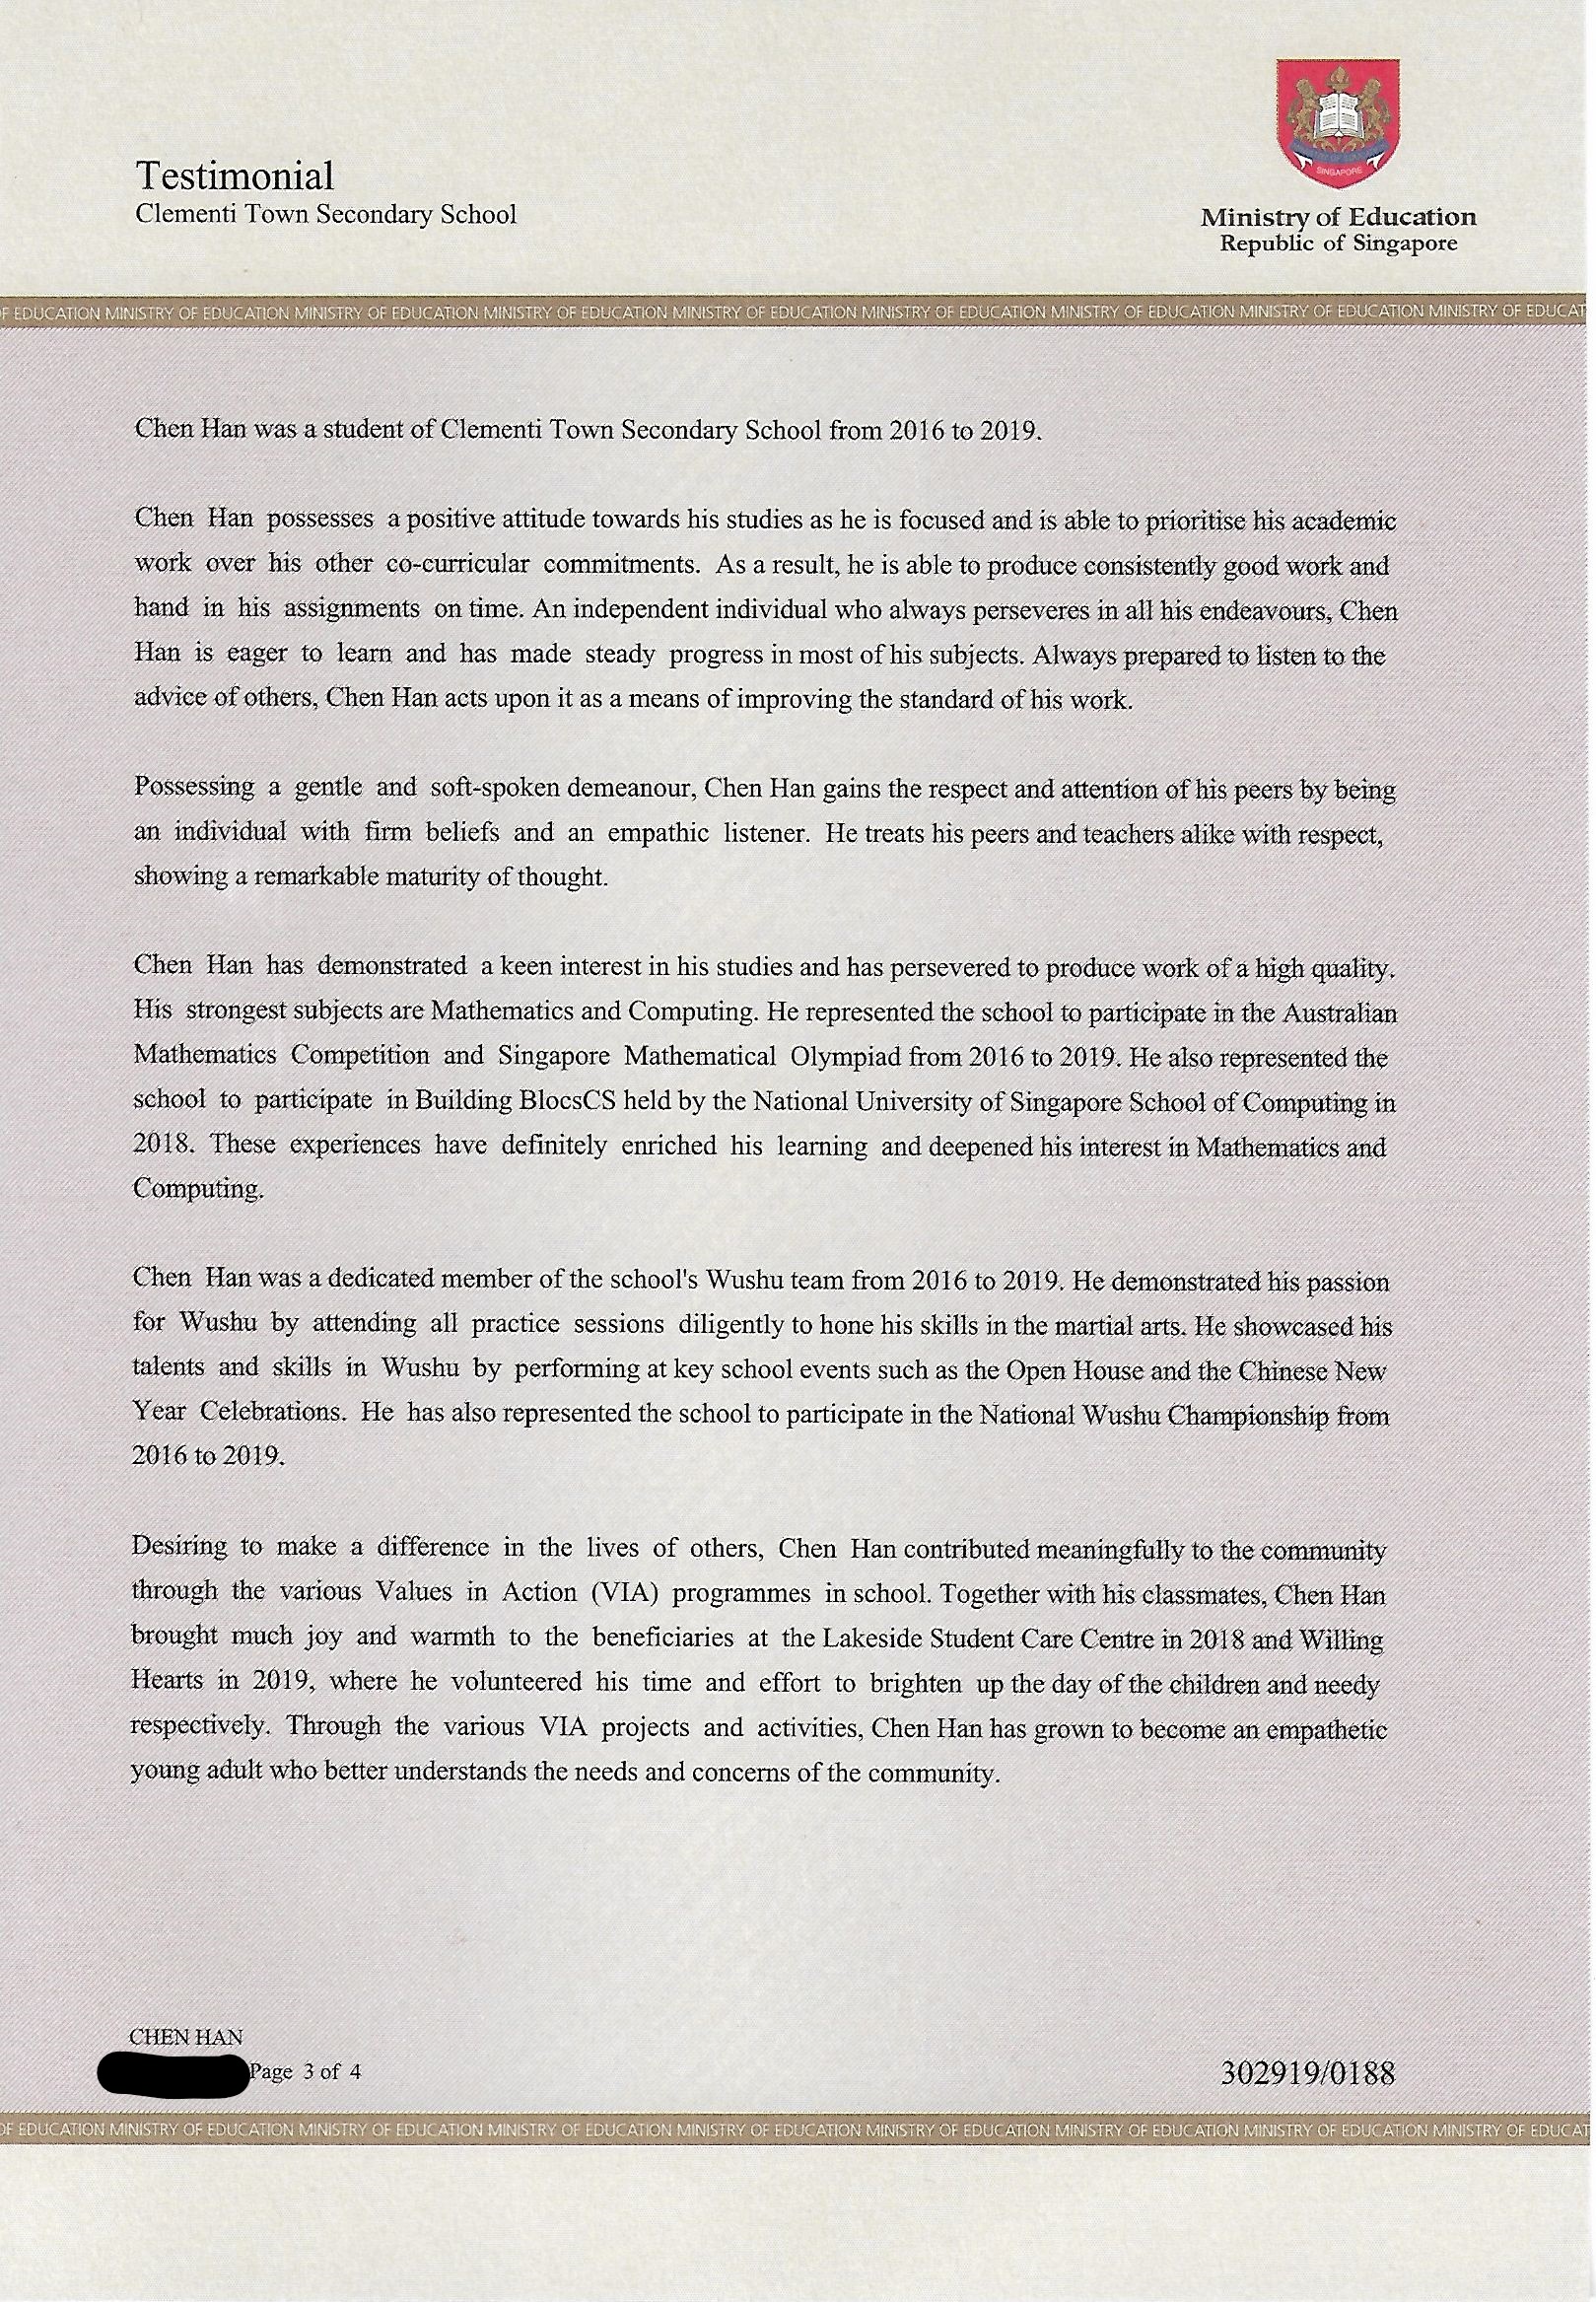 Testimonial
Clementi Town Secondary School
SINGAPORE
Ministry of Education
Republic of Singapore
OF EDUCATION MINISTRY OF EDUCATION MINISTRY OF EDUCATION MINISTRY OF EDUCATION MINISTRY OF EDUCATION MINISTRY OF EDUCATION MINISTRY OF EDUCATION MINISTRY OF EDUCATION MINISTRY OF EDUCAT
Chen Han was a student of Clementi Town Secondary School from 2016 to 2019.
Chen Han possesses a positive attitude towards his studies as he is focused and is able to prioritise his academic
work over his other co-curricular commitments. As a result, he is able to produce consistently good work and
hand in his assignments on time. An independent individual who always perseveres in all his endeavours, Chen
Han is eager to learn and has made steady progress in most of his subjects. Always prepared to listen to the
advice of others, Chen Han acts upon it as a means of improving the standard of his work.
Possessing a gentle and soft-spoken demeanour, Chen Han gains the respect and attention of his peers by being
an individual with firm beliefs and an empathic listener. He treats his peers and teachers alike with respect,
showing a remarkable maturity of thought.
Chen Han has demonstrated a keen interest in his studies and has persevered to produce work of a high quality.
His strongest subjects are Mathematics and Computing. He represented the school to participate in the Australian
Mathematics Competition and Singapore Mathematical Olympiad from 2016 to 2019. He also represented the
school to participate in Building BlocsCS held by the National University of Singapore School of Computing in
2018. These experiences have definitely enriched his learning and deepened his interest in Mathematics and
Computing.
Chen Han was a dedicated member of the school's Wushu team from 2016 to 2019. He demonstrated his passion
for Wushu by attending all practice sessions diligently to hone his skills in the martial arts. He showcased his
talents and skills in Wushu by performing at key school events such as the Open House and the Chinese New
Year Celebrations. He has also represented the school to participate in the National Wushu Championship from
2016 to 2019.
Desiring to make a difference in the lives of others, Chen Han contributed meaningfully to the community
through the various Values in Action (VIA) programmes in school. Together with his classmates, Chen Han
brought much joy and warmth to the beneficiaries at the Lakeside Student Care Centre in 2018 and Willing
Hearts in 2019, where he volunteered his time and effort to brighten up the day of the children and needy
respectively. Through the various VIA projects and activities, Chen Han has grown to become an empathetic
young adult who better understands the needs and concerns of the community.
CHEN HAN
Page 3 of 4
302919/0188
OF EDUCATION MINISTRY OF EDUCATION MINISTRY OF EDUCATION MINISTRY OF EDUCATION MINISTRY OF EDUCATION MINISTRY OF EDUCATION MINISTRY OF EDUCATION MINISTRY OF EDUCATION MINISTRY OF EDUCAT